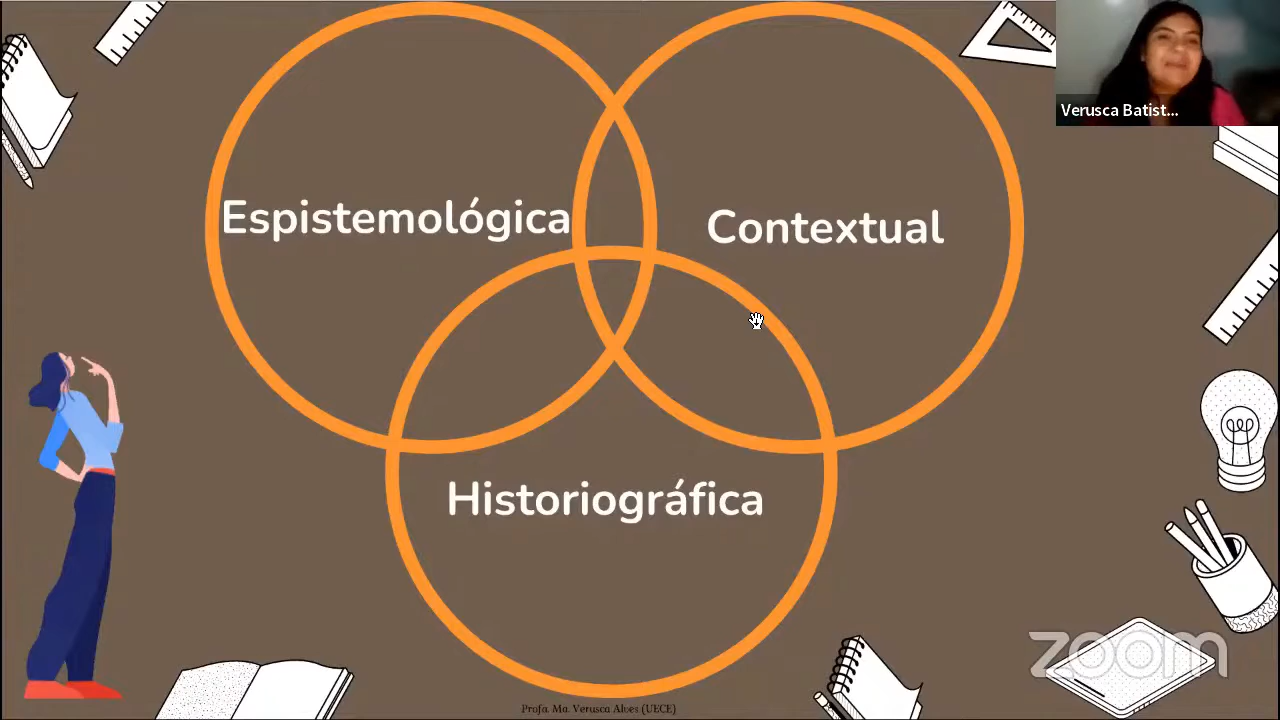 Verusca Batist...
Espistemológica
Contextual
Historiográfica
zoom
Profa. Ma. Verusca Alves (UECE)